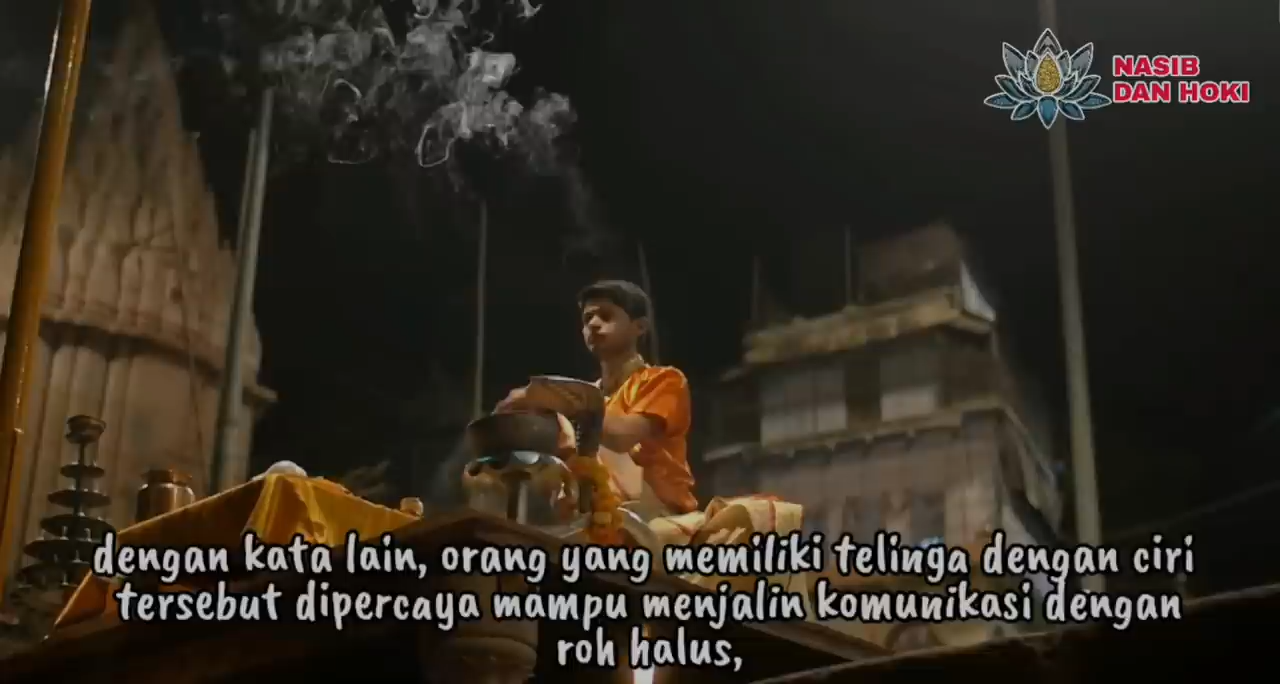 NASIB
DAN HOKI
dengan kata lain, orang yang memiliki telinga dengan ciri
tersebut dipercaya mampu menjalin komunikasi dengan
roh halus,